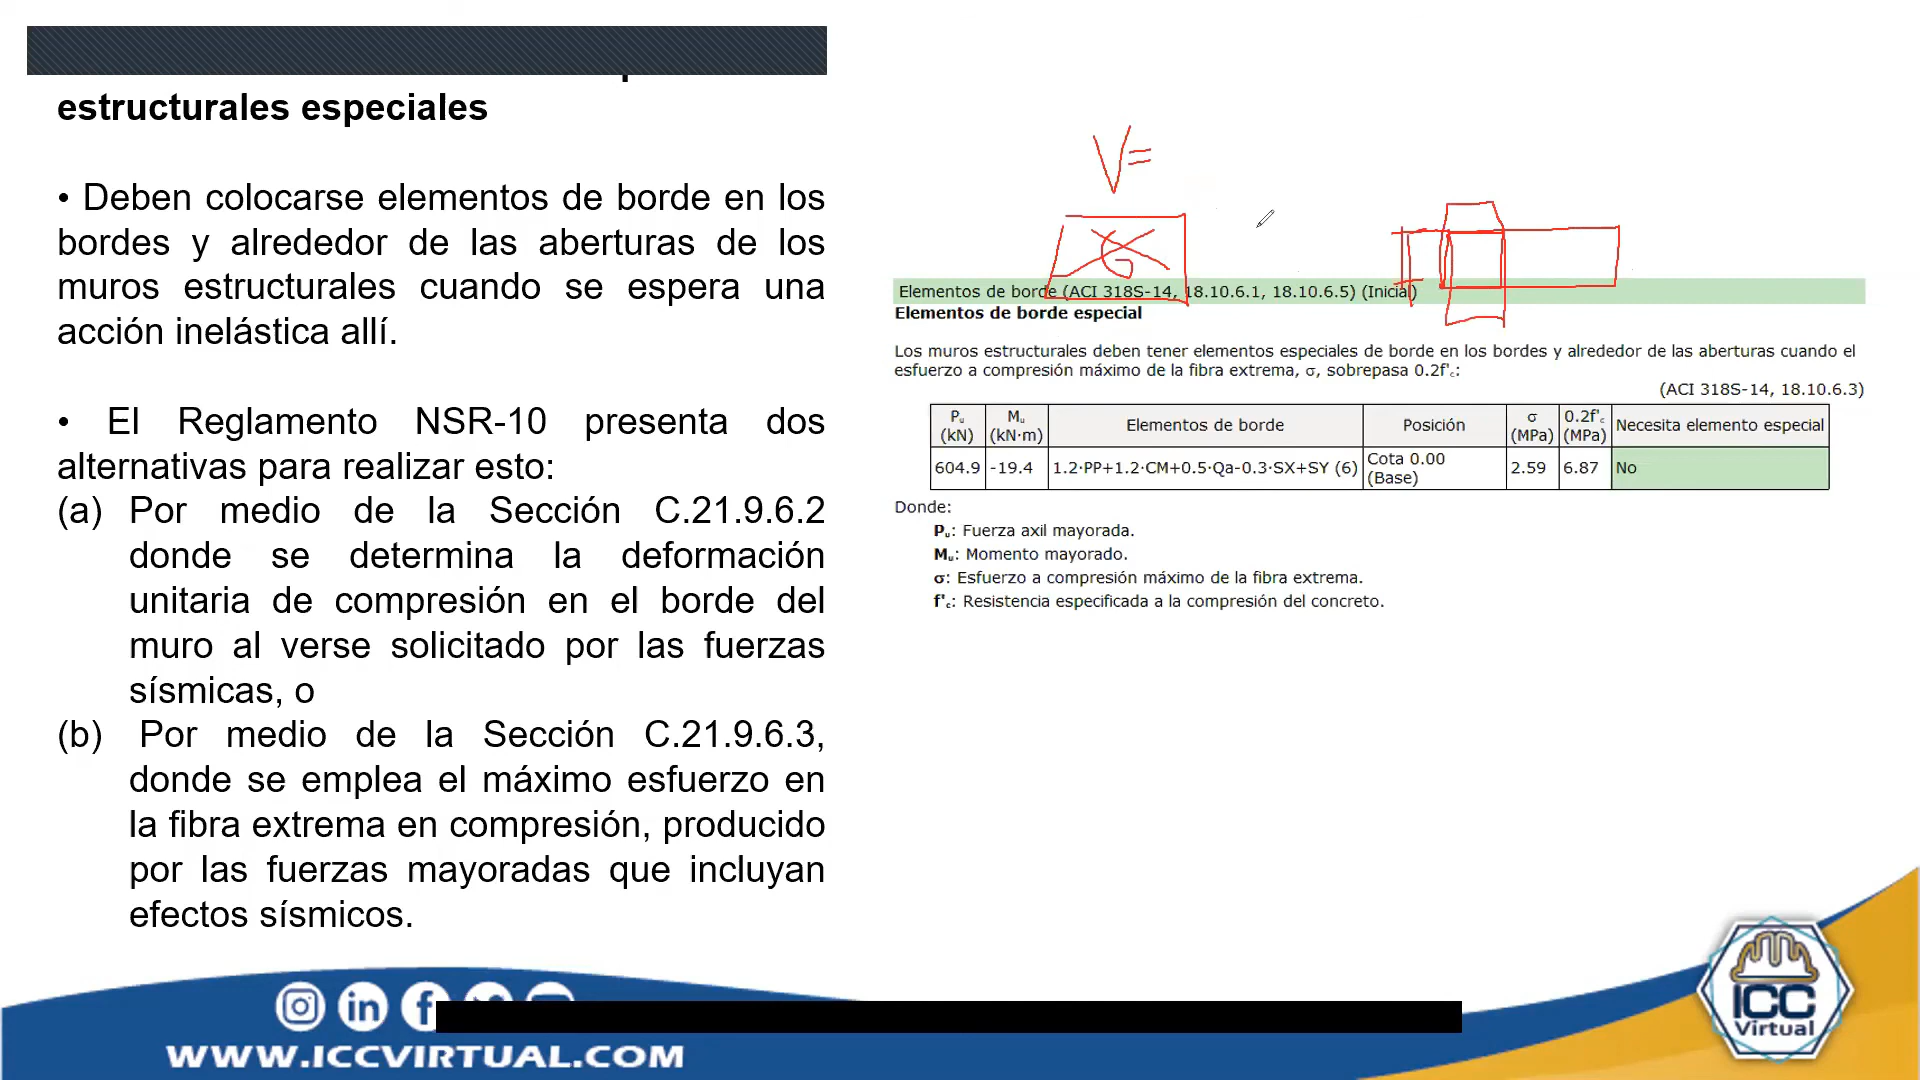 estructurales especiales
• Deben colocarse elementos de borde en los
bordes y alrededor de las aberturas de los
muros estructurales cuando se espera una
acción inelástica allí.
• El Reglamento NSR-10 presenta dos
alternativas para realizar esto:
(a) Por medio de la Sección C.21.9.6.2
donde se determina la deformación
unitaria de compresión en el borde del
muro al verse solicitado por las fuerzas
sísmicas, o
(b) Por medio de la Sección C.21.9.6.3,
donde se emplea el máximo esfuerzo en
la fibra extrema en compresión, producido
por las fuerzas mayoradas que incluyan
efectos sísmicos.
V=
Elementos de borde (ACI 318S-14, 18.10.6.1, 18.10.6.5) (Inicial)
Elementos de borde especial
Los muros estructurales deben tener elementos especiales de borde en los bordes y alrededor de las aberturas cuando el
esfuerzo a compresión máximo de la fibra extrema, σ, sobrepasa 0.2f'c:
(ACI 318S-14, 18.10.6.3)
Pu (kN) Mu (kN·m) Elementos de borde Posición σ (MPa) 0.2f'c (MPa) Necesita elemento especial
604.9 -19.4 1.2·PP+1.2·CM+0.5·Qa-0.3·SX+SY (6) Cota 0.00 (Base) 2.59 6.87 No
Donde:
Pu: Fuerza axil mayorada.
Mu: Momento mayorado.
σ: Esfuerzo a compresión máximo de la fibra extrema.
f'c: Resistencia especificada a la compresión del concreto.
WWW.ICCVIRTUAL.COM
ICC
Virtual